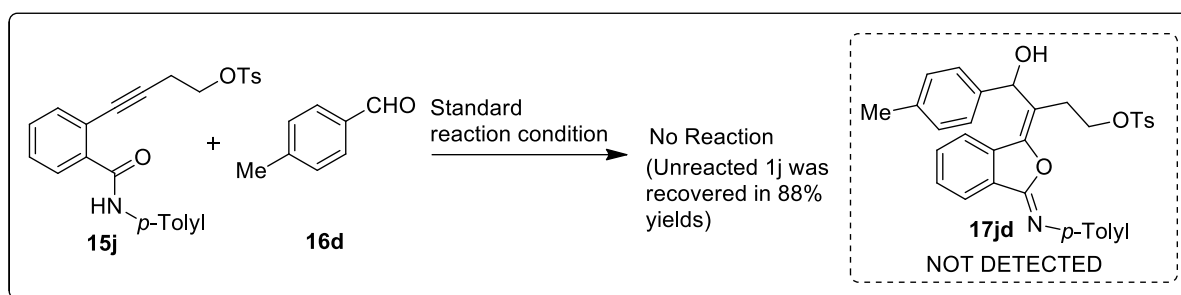 OTs
O
HN
p-Tolyl
15j
+
CHO
Me
16d
Standard
reaction condition
No Reaction
(Unreacted 1j was
recovered in 88%
yields)
OH
Me
OTs
O
N
p-Tolyl
17jd
NOT DETECTED